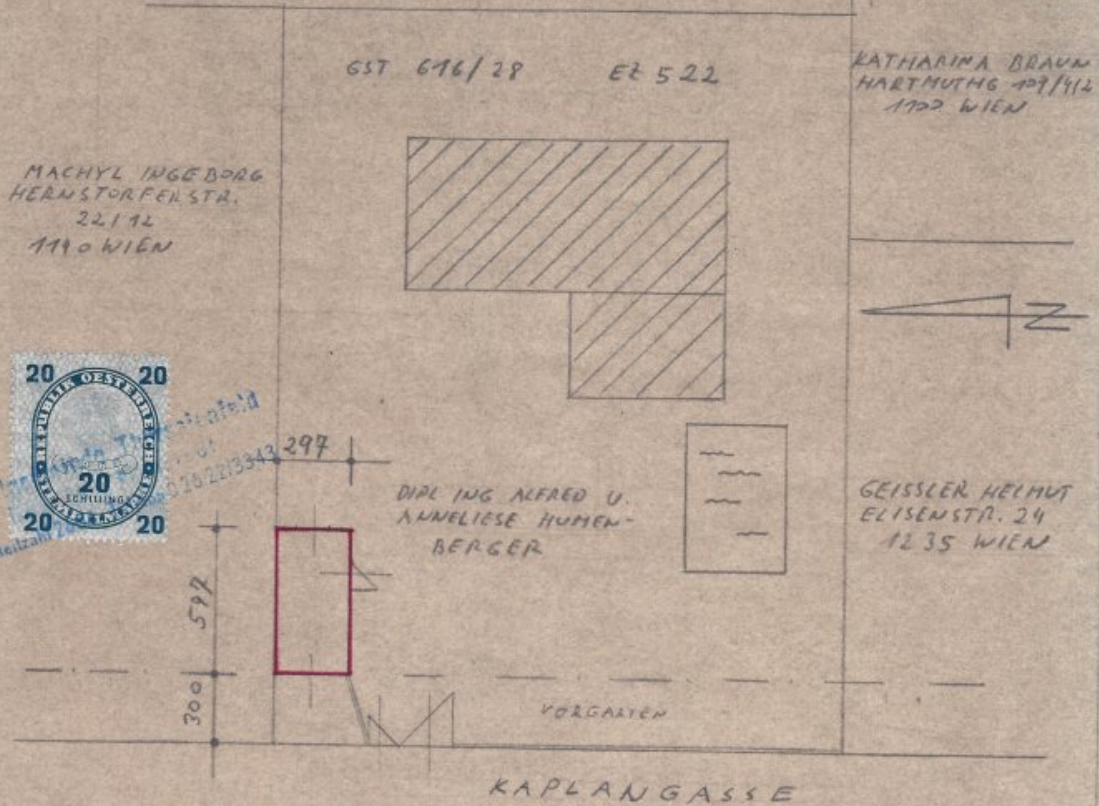 GST 616/28 EZ 522
KATHARINA BRAUN
HARTMUTHG 109/4/2
1100 WIEN
MACHYL INGEBORG
HERNSTORFERSTR.
22/12
1140 WIEN
N
20 20
REPUBLIK OESTERREICH
20
SCHILLING
STEMPELMARKE
20 20
297
DIPL ING ALFRED U.
ANNELIESE HUMEN-
BERGER
GEISSLER HELMUT
ELISENSTR. 24
1235 WIEN
597
300
VORGARTEN
KAPLANGASSE